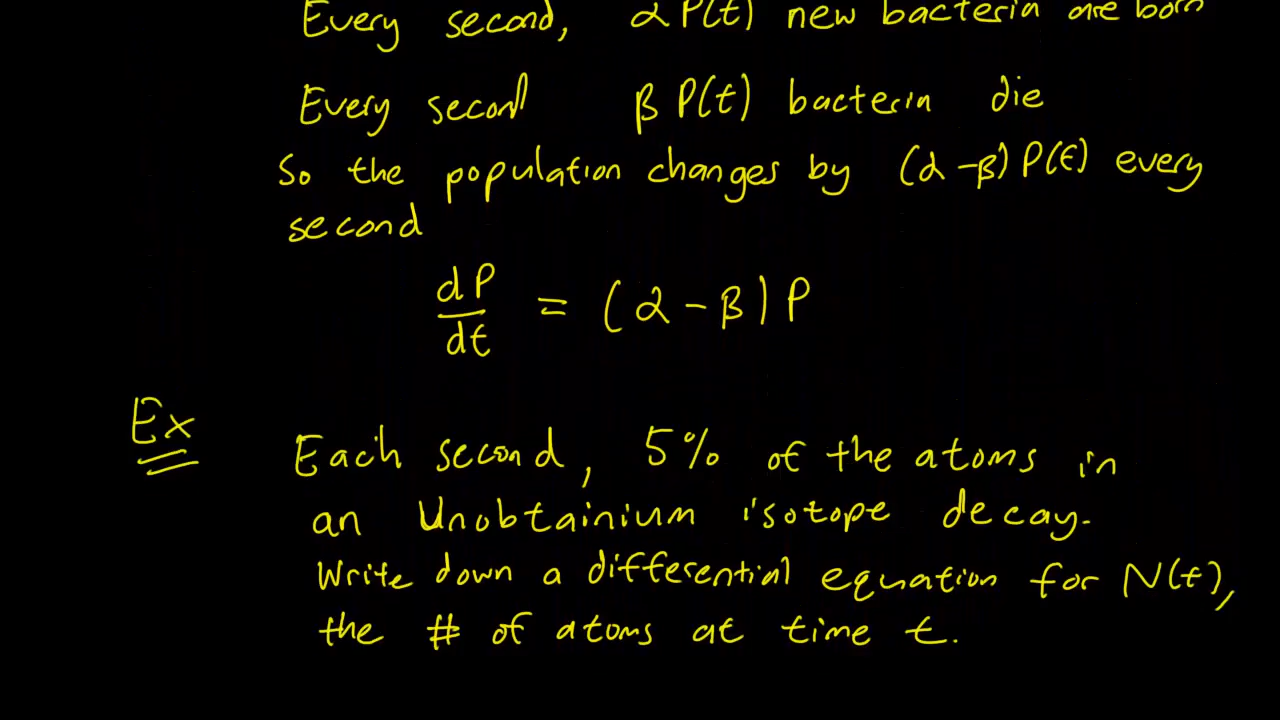 Every second, αP(t) new bacteria are born
Every second βP(t) bacteria die
So the population changes by (α-β)P(t) every
second
dP/dt = (α-β)P
Ex
Each second, 5% of the atoms in
an Unobtainium isotope decay.
Write down a differential equation for N(t),
the # of atoms at time t.